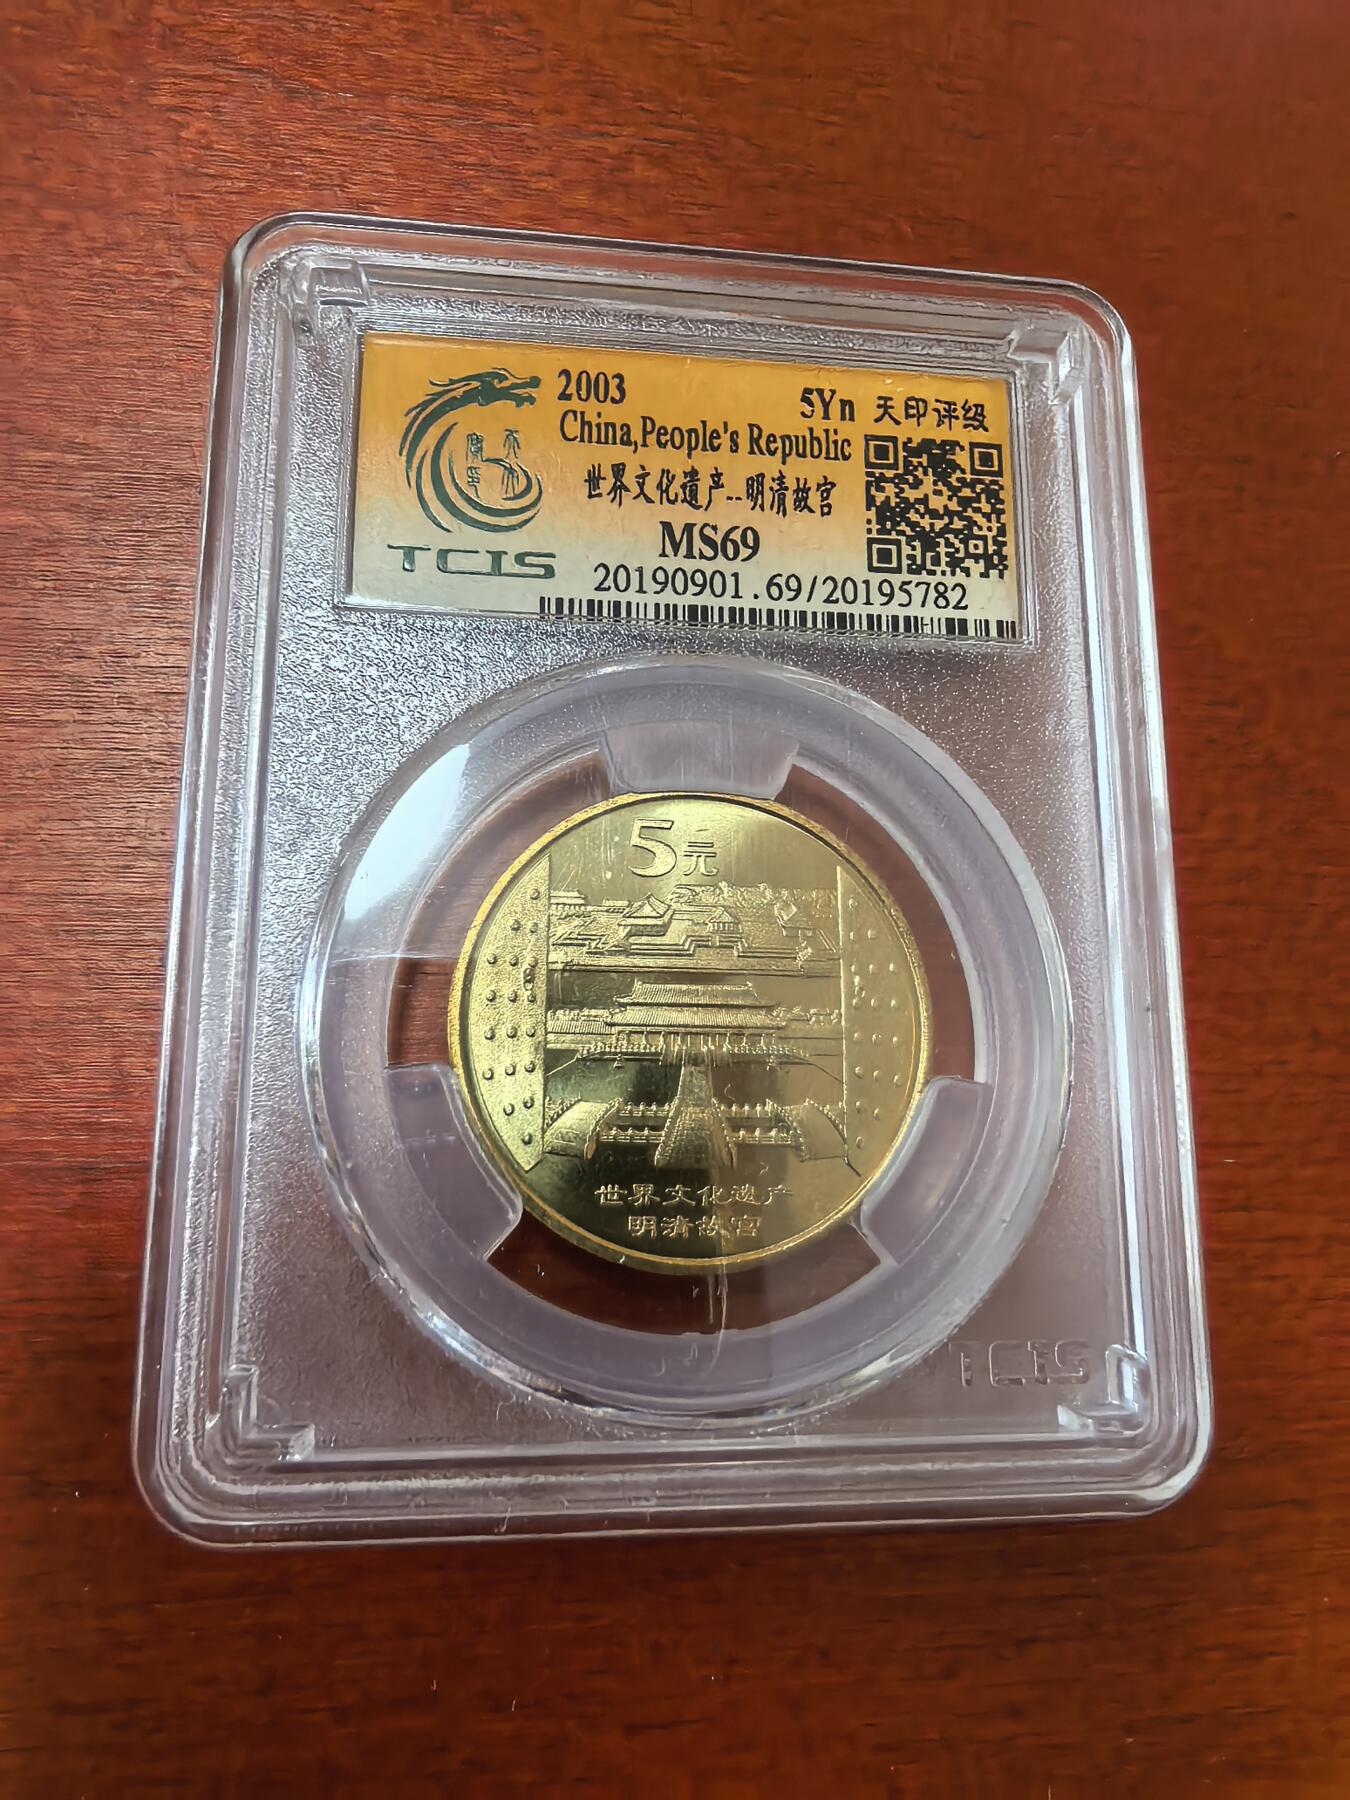 2003 5Yn 天印评级
China,People's Republic
世界文化遗产--明清故宫
MS69
TCIS
20190901.69/20195782
5元
世界文化遗产
明清故宫
TCIS